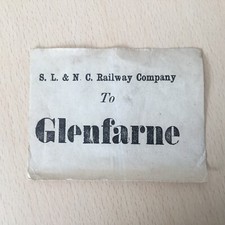 S. L. & N. C. Railway Company
To
Glenfarne